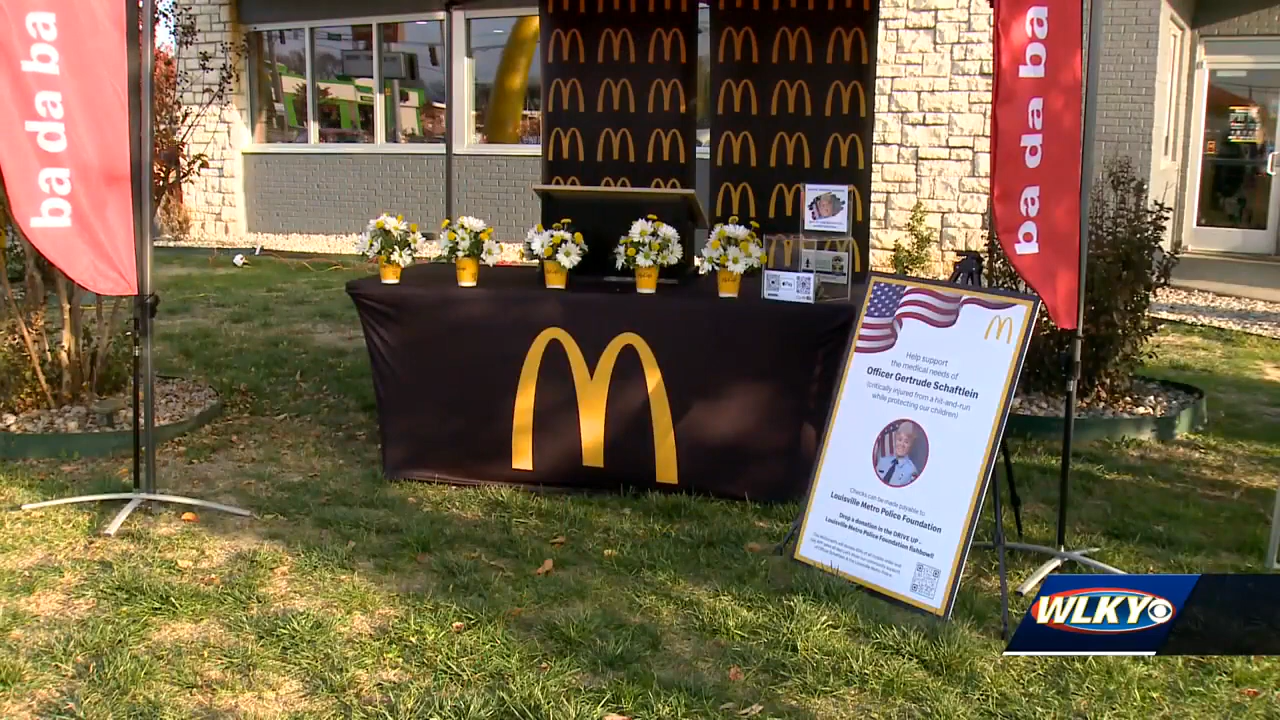 ba da ba
ba da ba
Help support
the medical needs of
Officer Gertrude Schaftlein
(critically injured from a hit-and-run
while protecting our children)
Checks can be made payable to
Louisville Metro Police Foundation
Drop a donation in the DRIVE UP -
Louisville Metro Police Foundation fishbowl!
WLKY